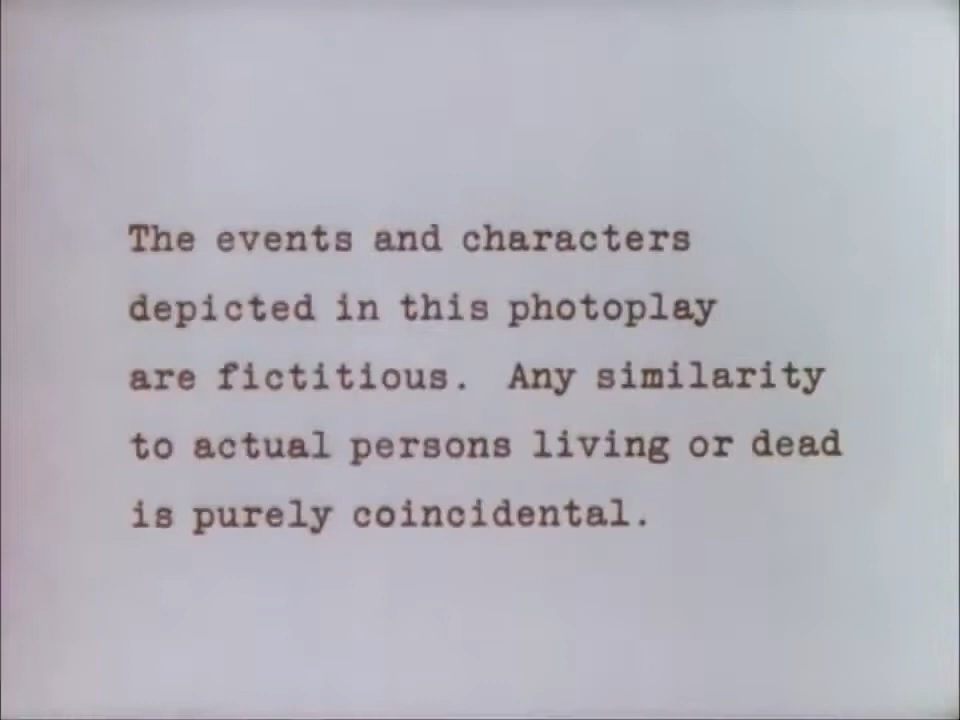 The events and characters
depicted in this photoplay
are fictitious.  Any similarity
to actual persons living or dead
is purely coincidental.